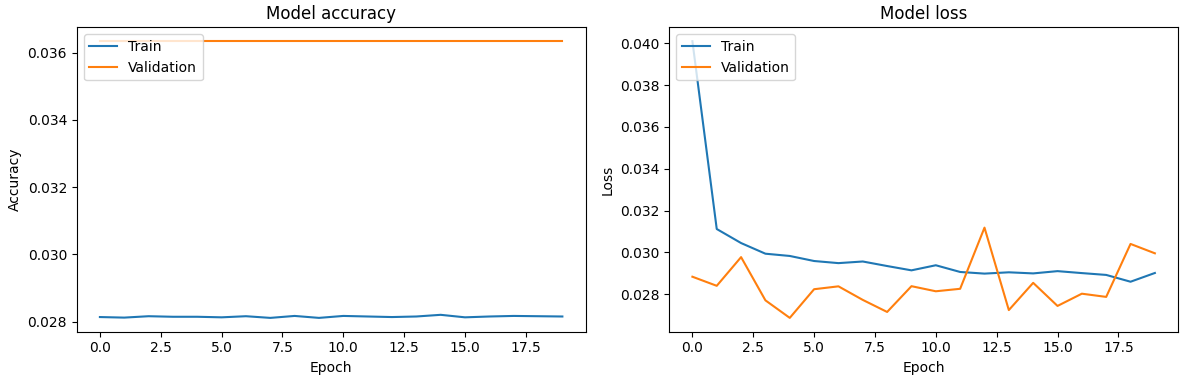 Model accuracy
Train
Validation
0.036
0.034
0.032
0.030
0.028
Accuracy
0.0 2.5 5.0 7.5 10.0 12.5 15.0 17.5
Epoch
Model loss
Train
Validation
0.040
0.038
0.036
0.034
0.032
0.030
0.028
Loss
0.0 2.5 5.0 7.5 10.0 12.5 15.0 17.5
Epoch